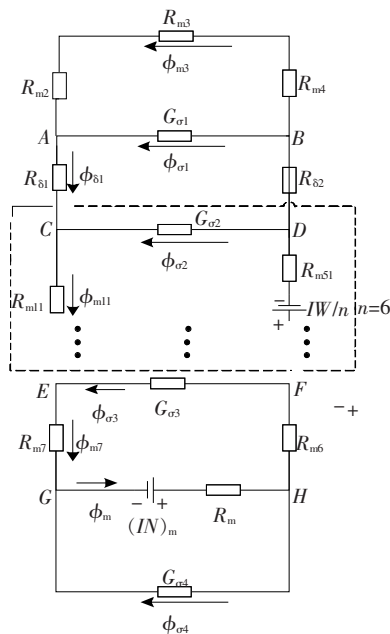 R_m3
ϕ_m3
R_m2
R_m4
G_σ1
A
B
ϕ_σ1
R_δ1
ϕ_δ1
R_δ2
G_σ2
C
D
ϕ_σ2
R_m51
R_m11
ϕ_m11
-
+
IW/n
n=6
E
F
ϕ_σ3
G_σ3
- +
R_m7
ϕ_m7
R_m6
G
H
ϕ_m
- +
(IN)_m
R_m
G_σ4
ϕ_σ4